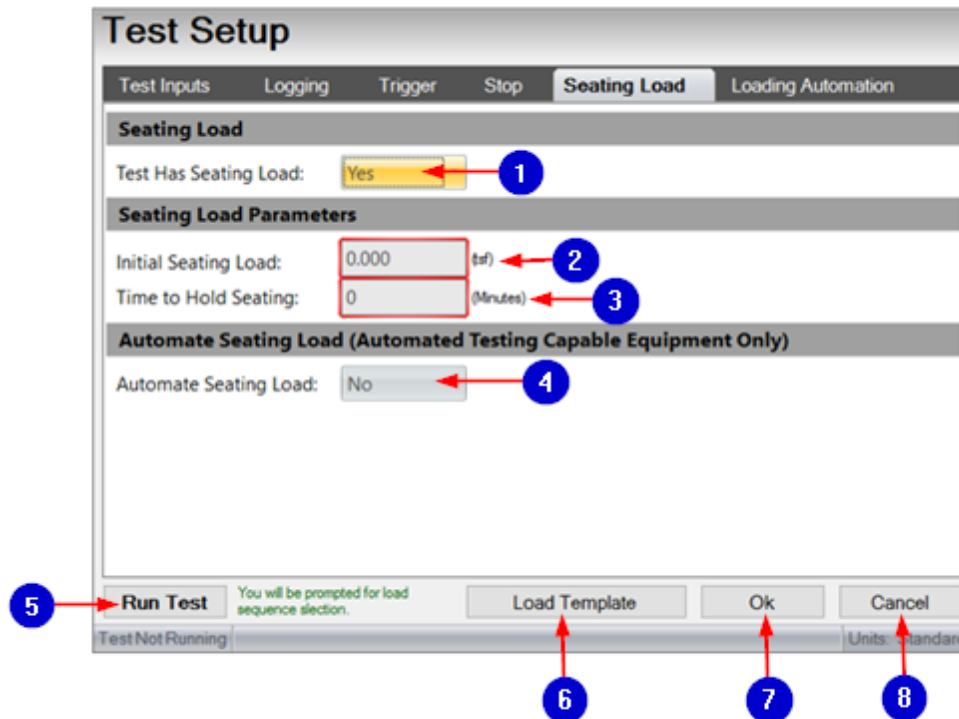 Test Setup
Test Inputs Logging Trigger Stop Seating Load Loading Automation
Seating Load
Test Has Seating Load: Yes 1
Seating Load Parameters
Initial Seating Load: 0.000 (tsf) 2
Time to Hold Seating: 0 (Minutes) 3
Automate Seating Load (Automated Testing Capable Equipment Only)
Automate Seating Load: No 4
5 Run Test You will be prompted for load
sequence slection. Load Template Ok Cancel
Test Not Running Units: Standard
6 7 8